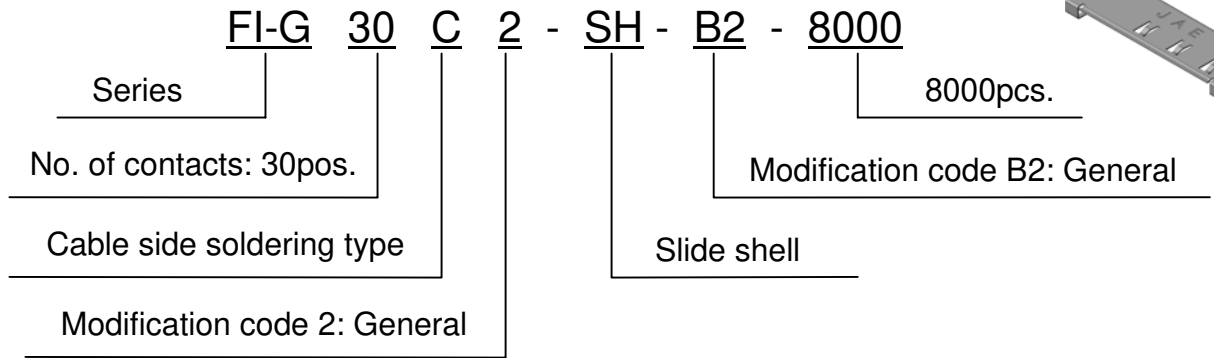 FI-G 30 C 2 - SH - B2 - 8000
JAE
Series
8000pcs.
No. of contacts: 30pos.
Modification code B2: General
Cable side soldering type
Slide shell
Modification code 2: General